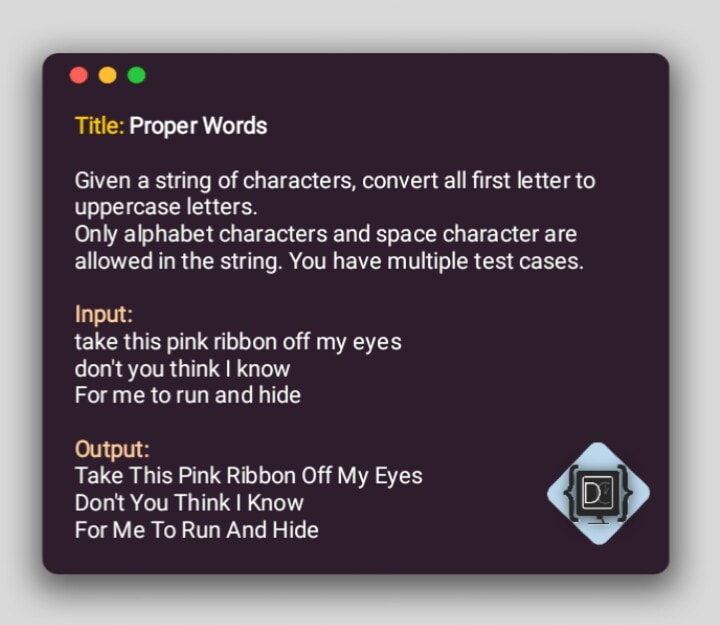 Title: Proper Words
Given a string of characters, convert all first letter to
uppercase letters.
Only alphabet characters and space character are
allowed in the string. You have multiple test cases.
Input:
take this pink ribbon off my eyes
don't you think I know
For me to run and hide
Output:
Take This Pink Ribbon Off My Eyes
Don't You Think I Know
For Me To Run And Hide